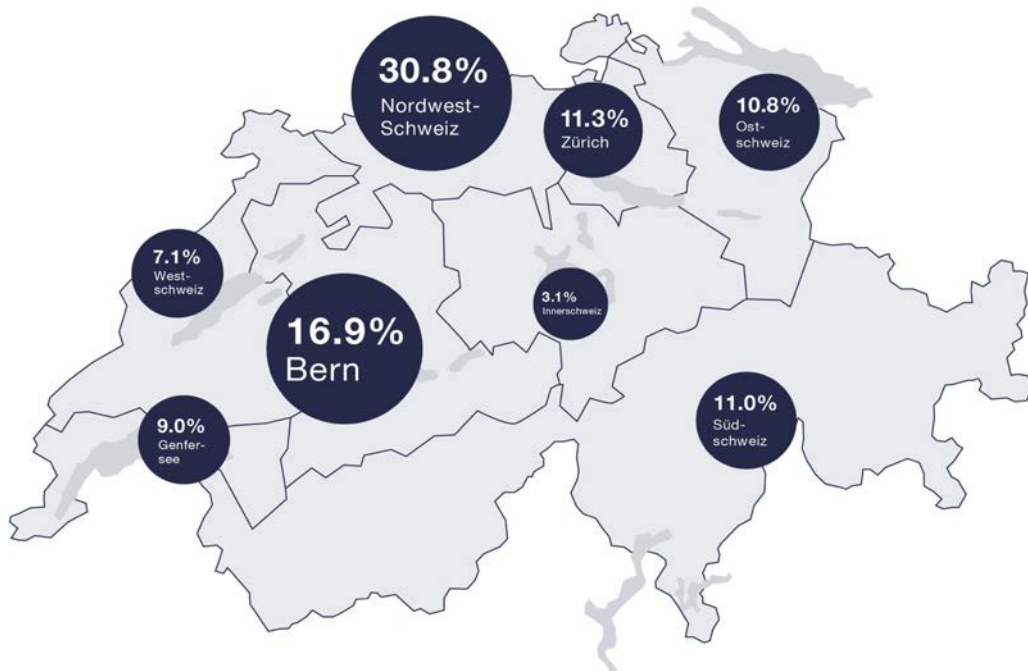 30.8%
Nordwest-
Schweiz
11.3%
Zürich
10.8%
Ost-
schweiz
7.1%
West-
schweiz
3.1%
Innerschweiz
16.9%
Bern
9.0%
Genfer-
see
11.0%
Süd-
schweiz